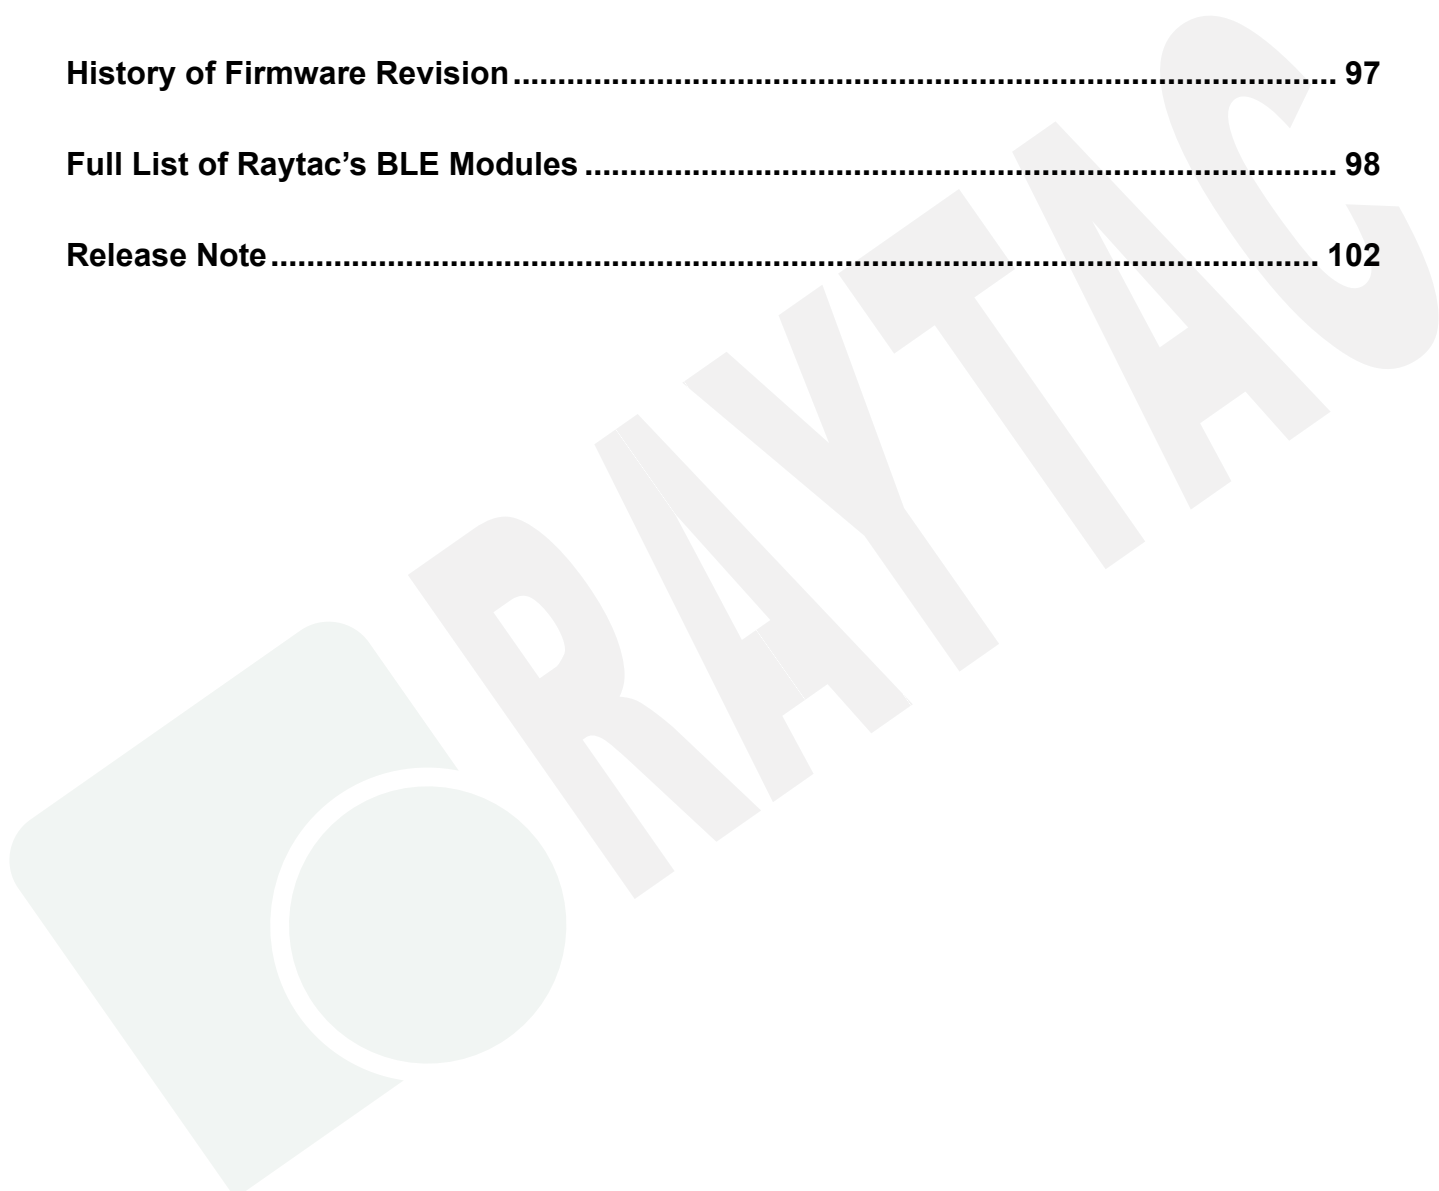 History of Firmware Revision............................................................................................. 97
Full List of Raytac's BLE Modules ..................................................................................... 98
Release Note....................................................................................................................... 102
RAYTAC